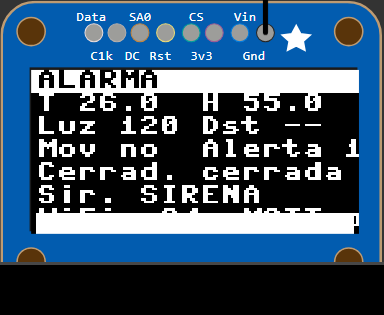 Data SA0 CS Vin
C1k DC Rst 3v3 Gnd
ALARMA
T 26.0 H 55.0
Luz 120 Dst --
Mov no Alerta 1
Cerrad. cerrada
Sir. SIRENA